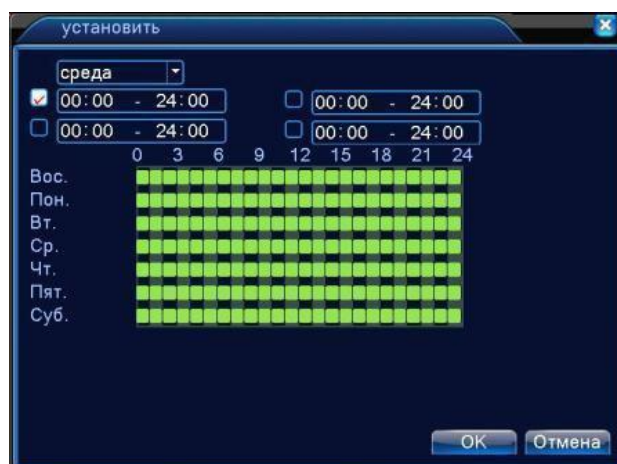 установить
среда
00:00 - 24:00 00:00 - 24:00
00:00 - 24:00 00:00 - 24:00
0 3 6 9 12 15 18 21 24
Вос.
Пон.
Вт.
Ср.
Чт.
Пят.
Суб.
OK Отмена